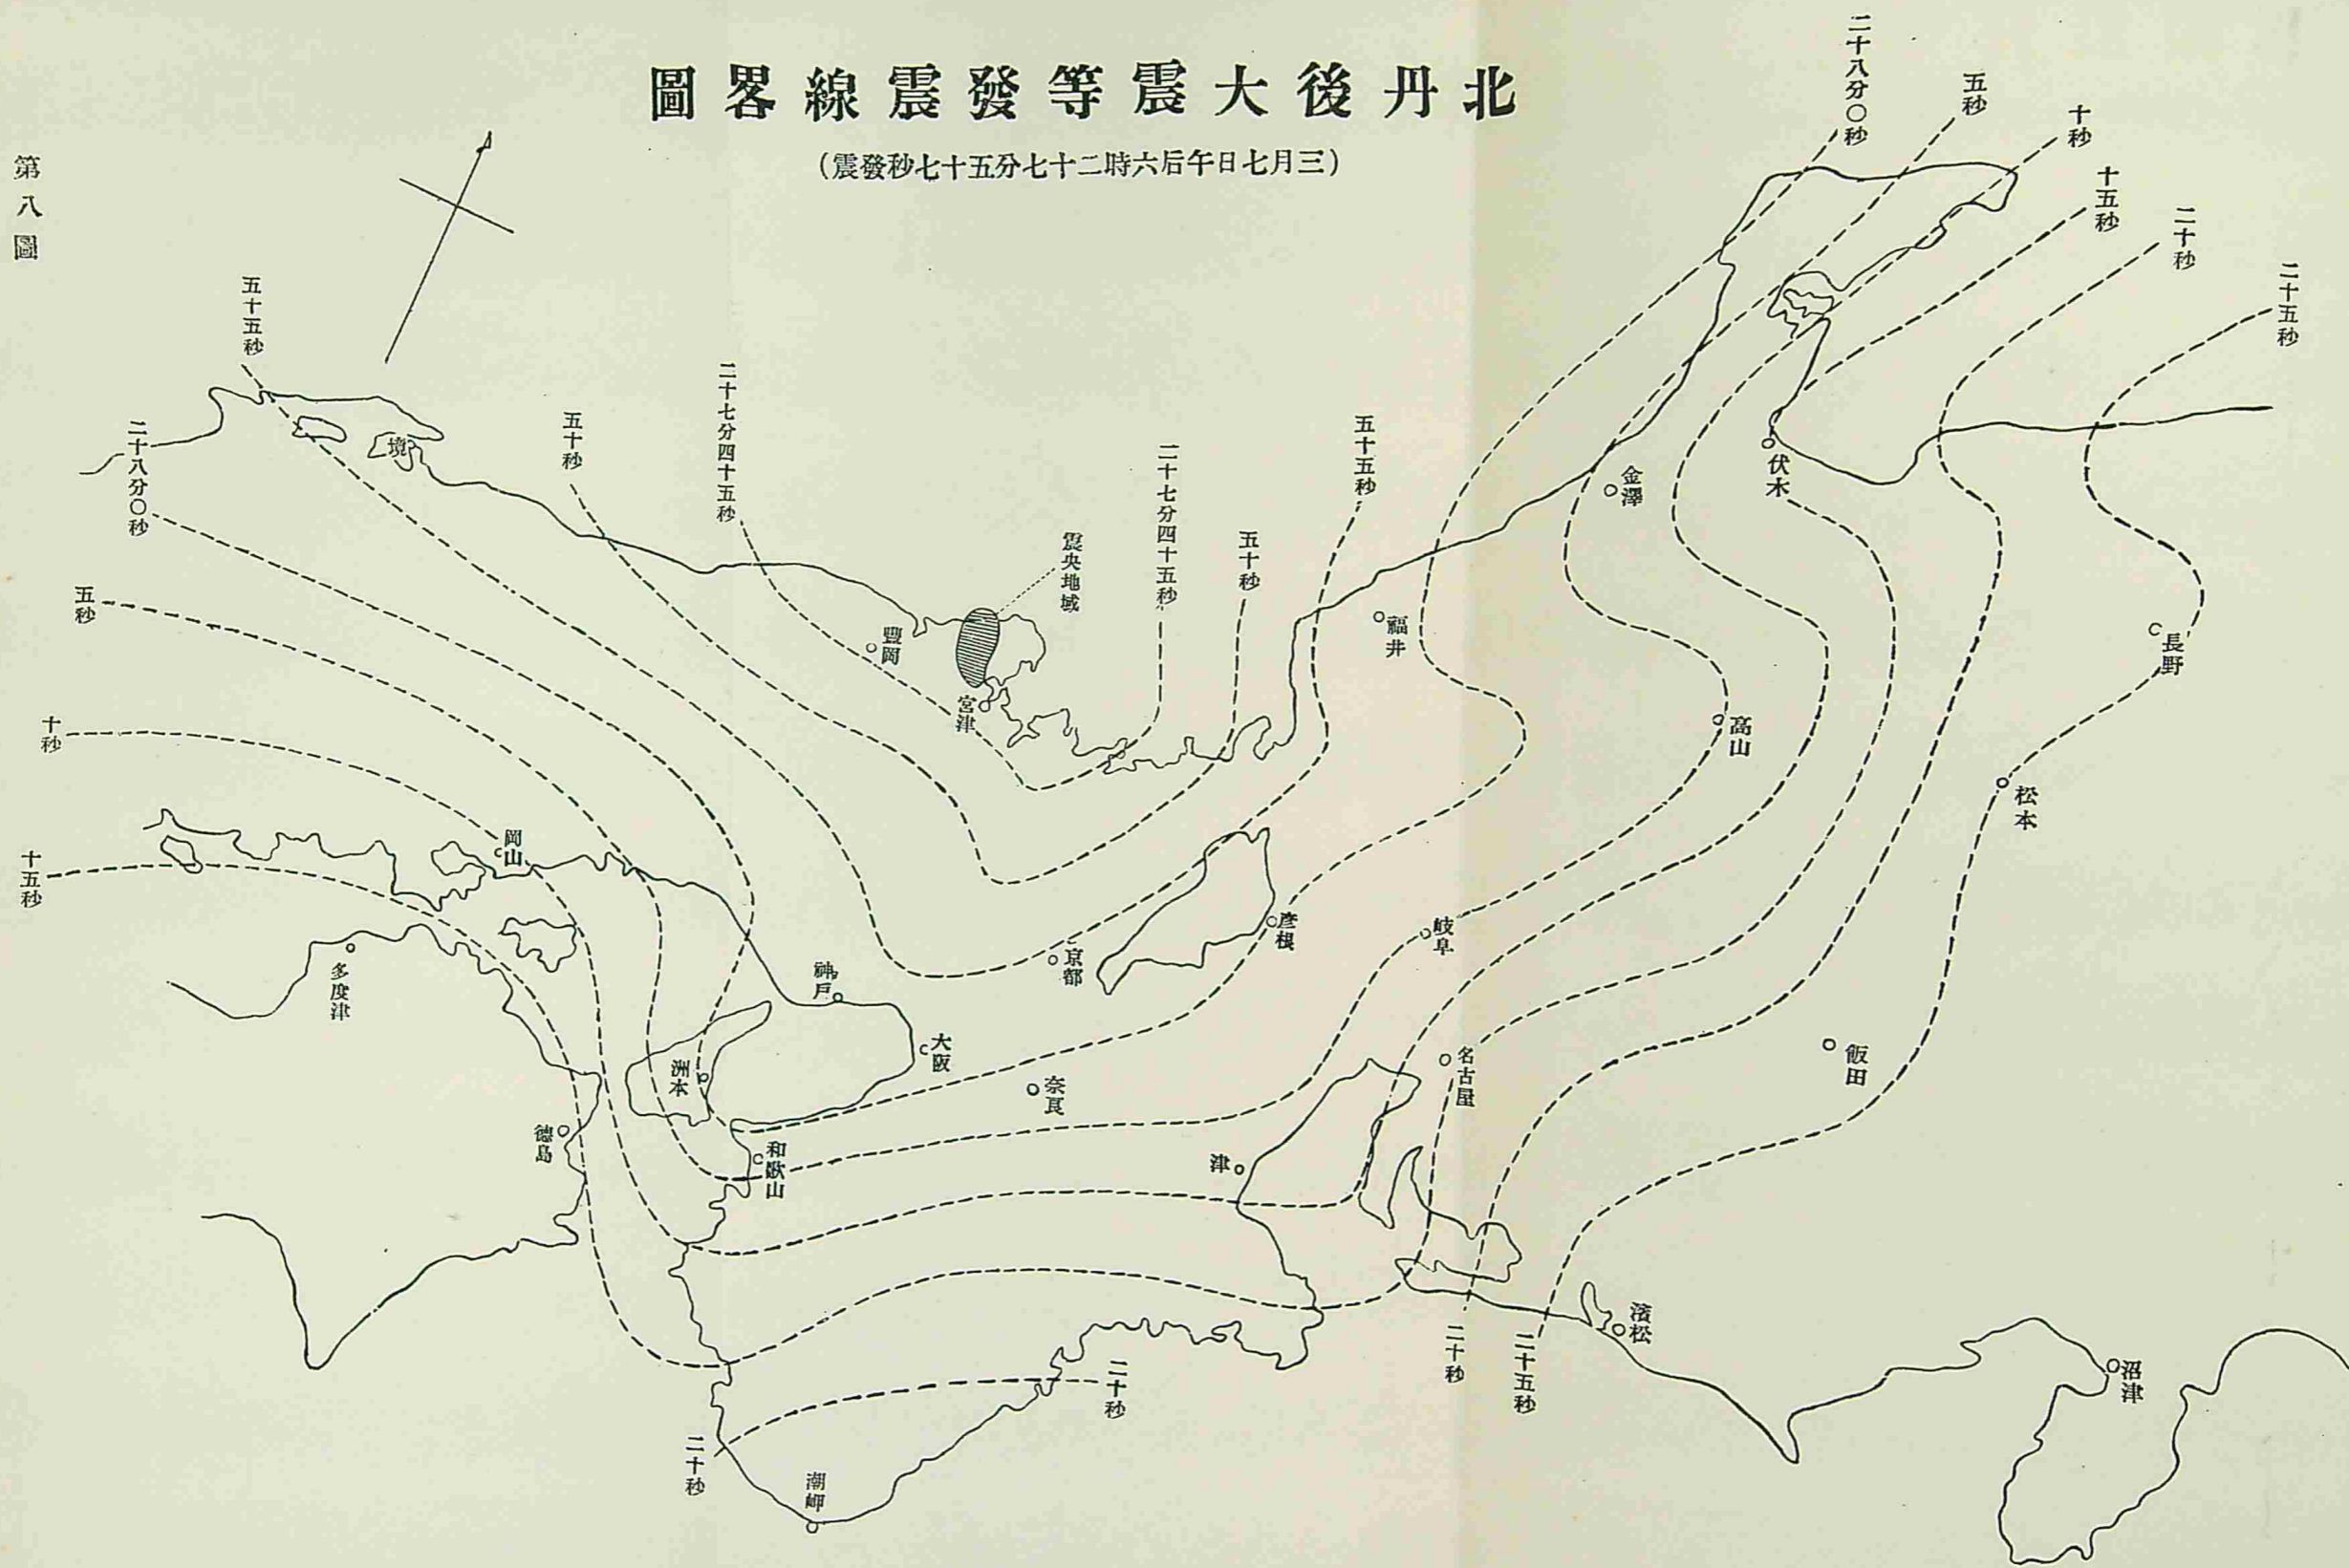 北丹後大震等發震線畧圖
(三月七日午后六時二十七分五十七秒發震)
第八圖
二十八分〇秒
五秒
十秒
十五秒
二十秒
二十五秒
五十五秒
二十七分四十五秒
五十秒
二十七分四十五秒
五十秒
五十五秒
二十八分〇秒
五秒
十秒
十五秒
震央地域
境
豐岡
宮津
福井
金澤
伏木
長野
高山
松本
岡山
多度津
神戸
京都
彦根
岐阜
大阪
奈良
名古屋
飯田
洲本
德島
和歌山
津
濱松
沼津
潮岬
二十秒
二十五秒
二十秒
二十秒